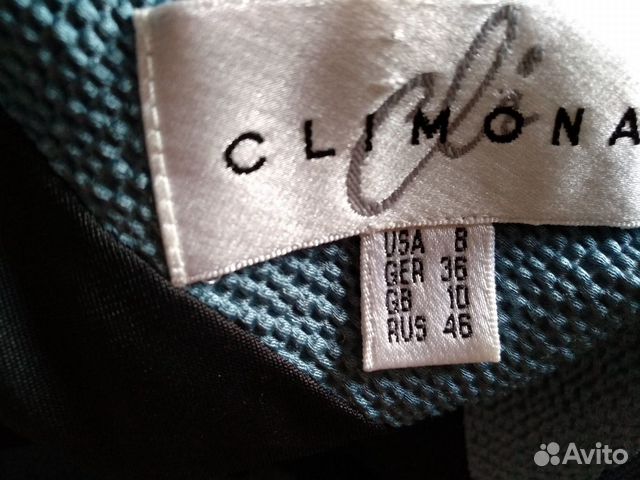 cli
CLIMONA
USA 8
GER 36
GB 10
RUS 46
Avito